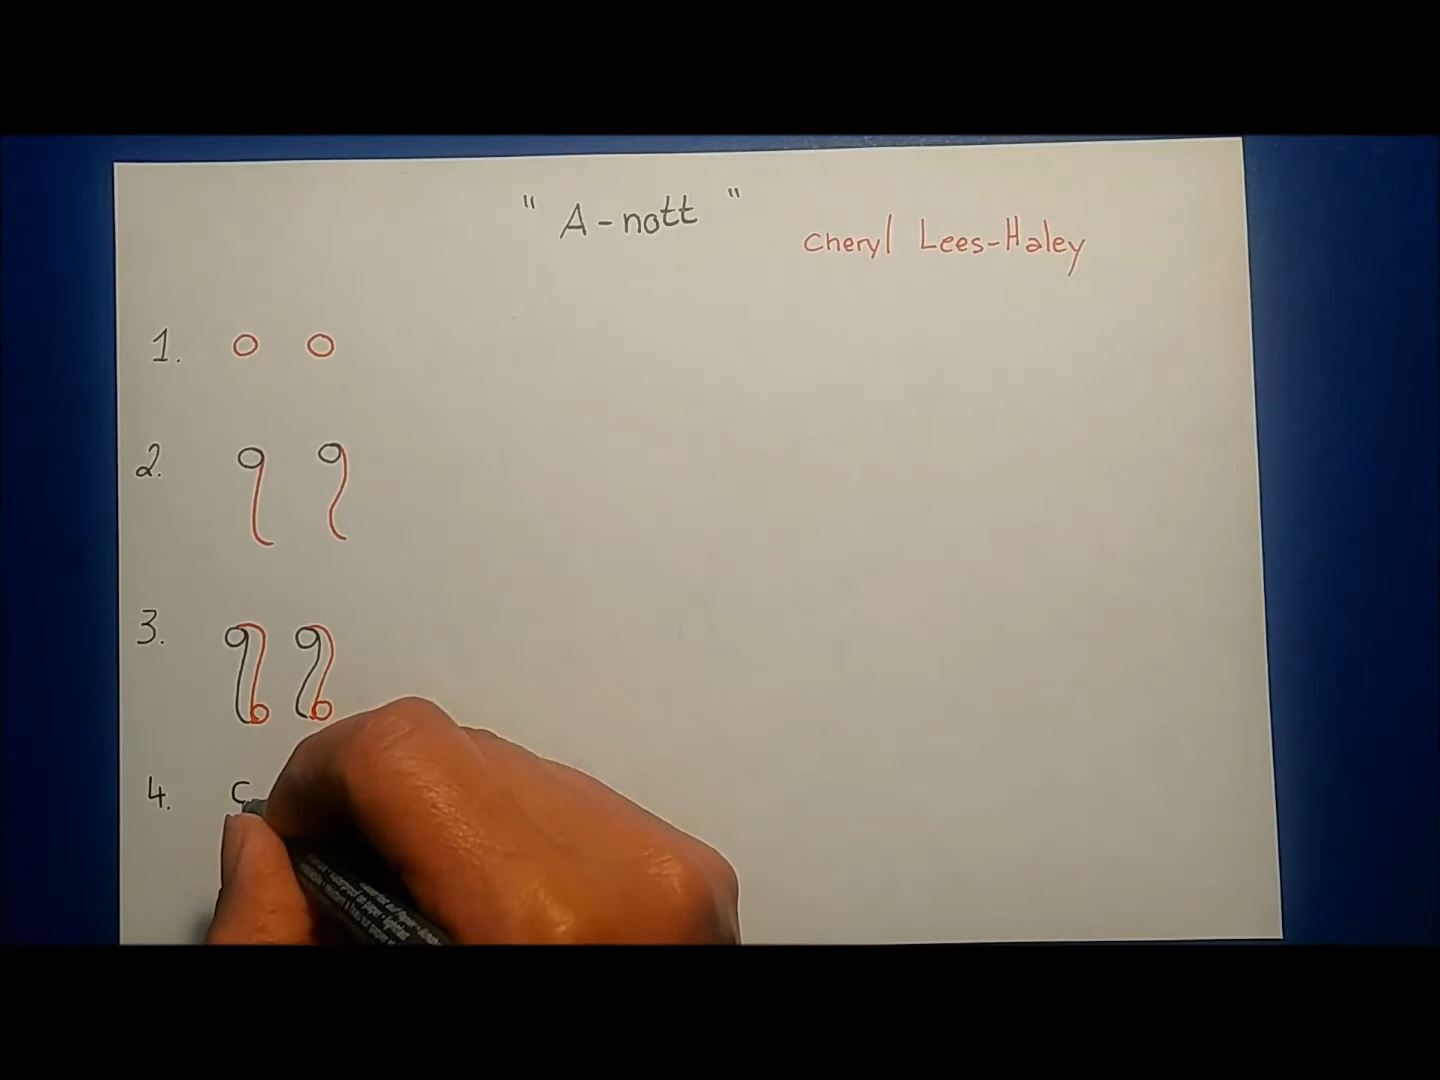 " A-nott "
Cheryl Lees-Haley
1.
2.
3.
4.